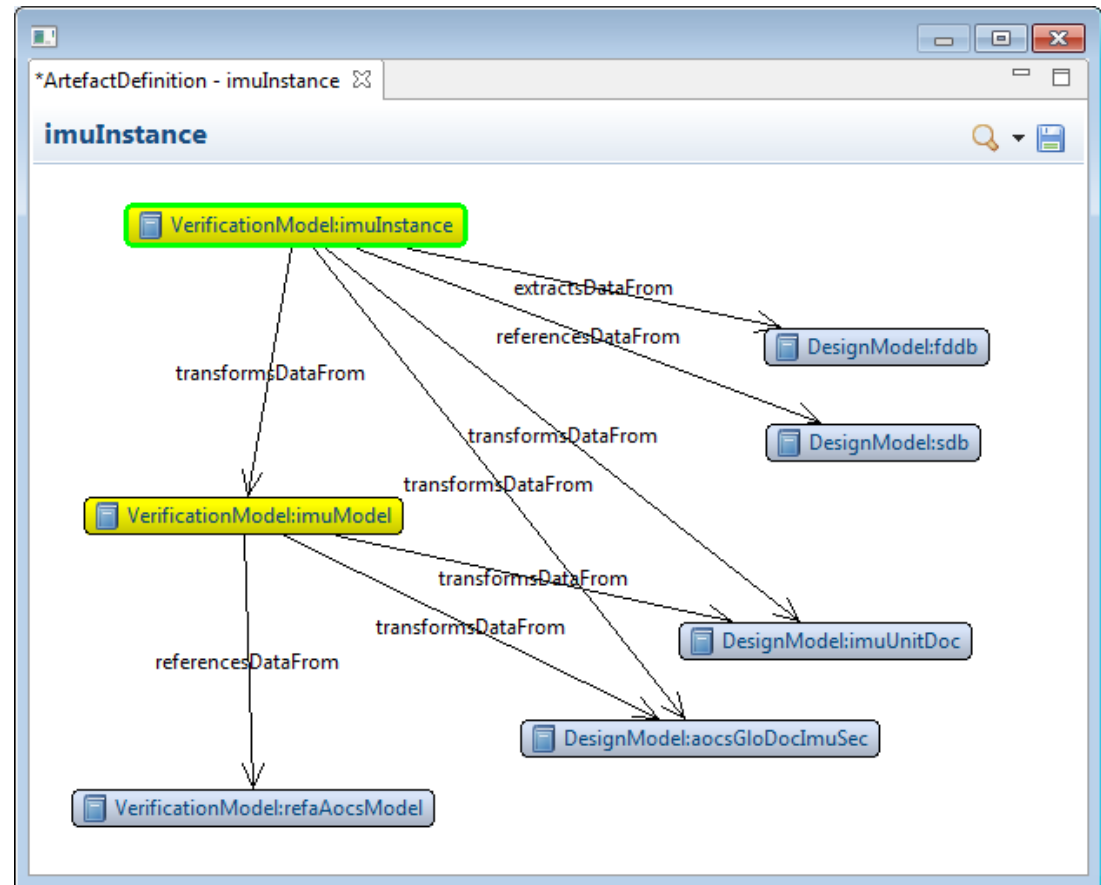 *ArtefactDefinition - imuInstance
imuInstance
VerificationModel:imuInstance
extractsDataFrom
referencesDataFrom
DesignModel:fddb
transformsDataFrom
transformsDataFrom
DesignModel:sdb
transformsDataFrom
VerificationModel:imuModel
transformsDataFrom
transformsDataFrom
DesignModel:imuUnitDoc
referencesDataFrom
DesignModel:aocsGloDocImuSec
VerificationModel:refaAocsModel